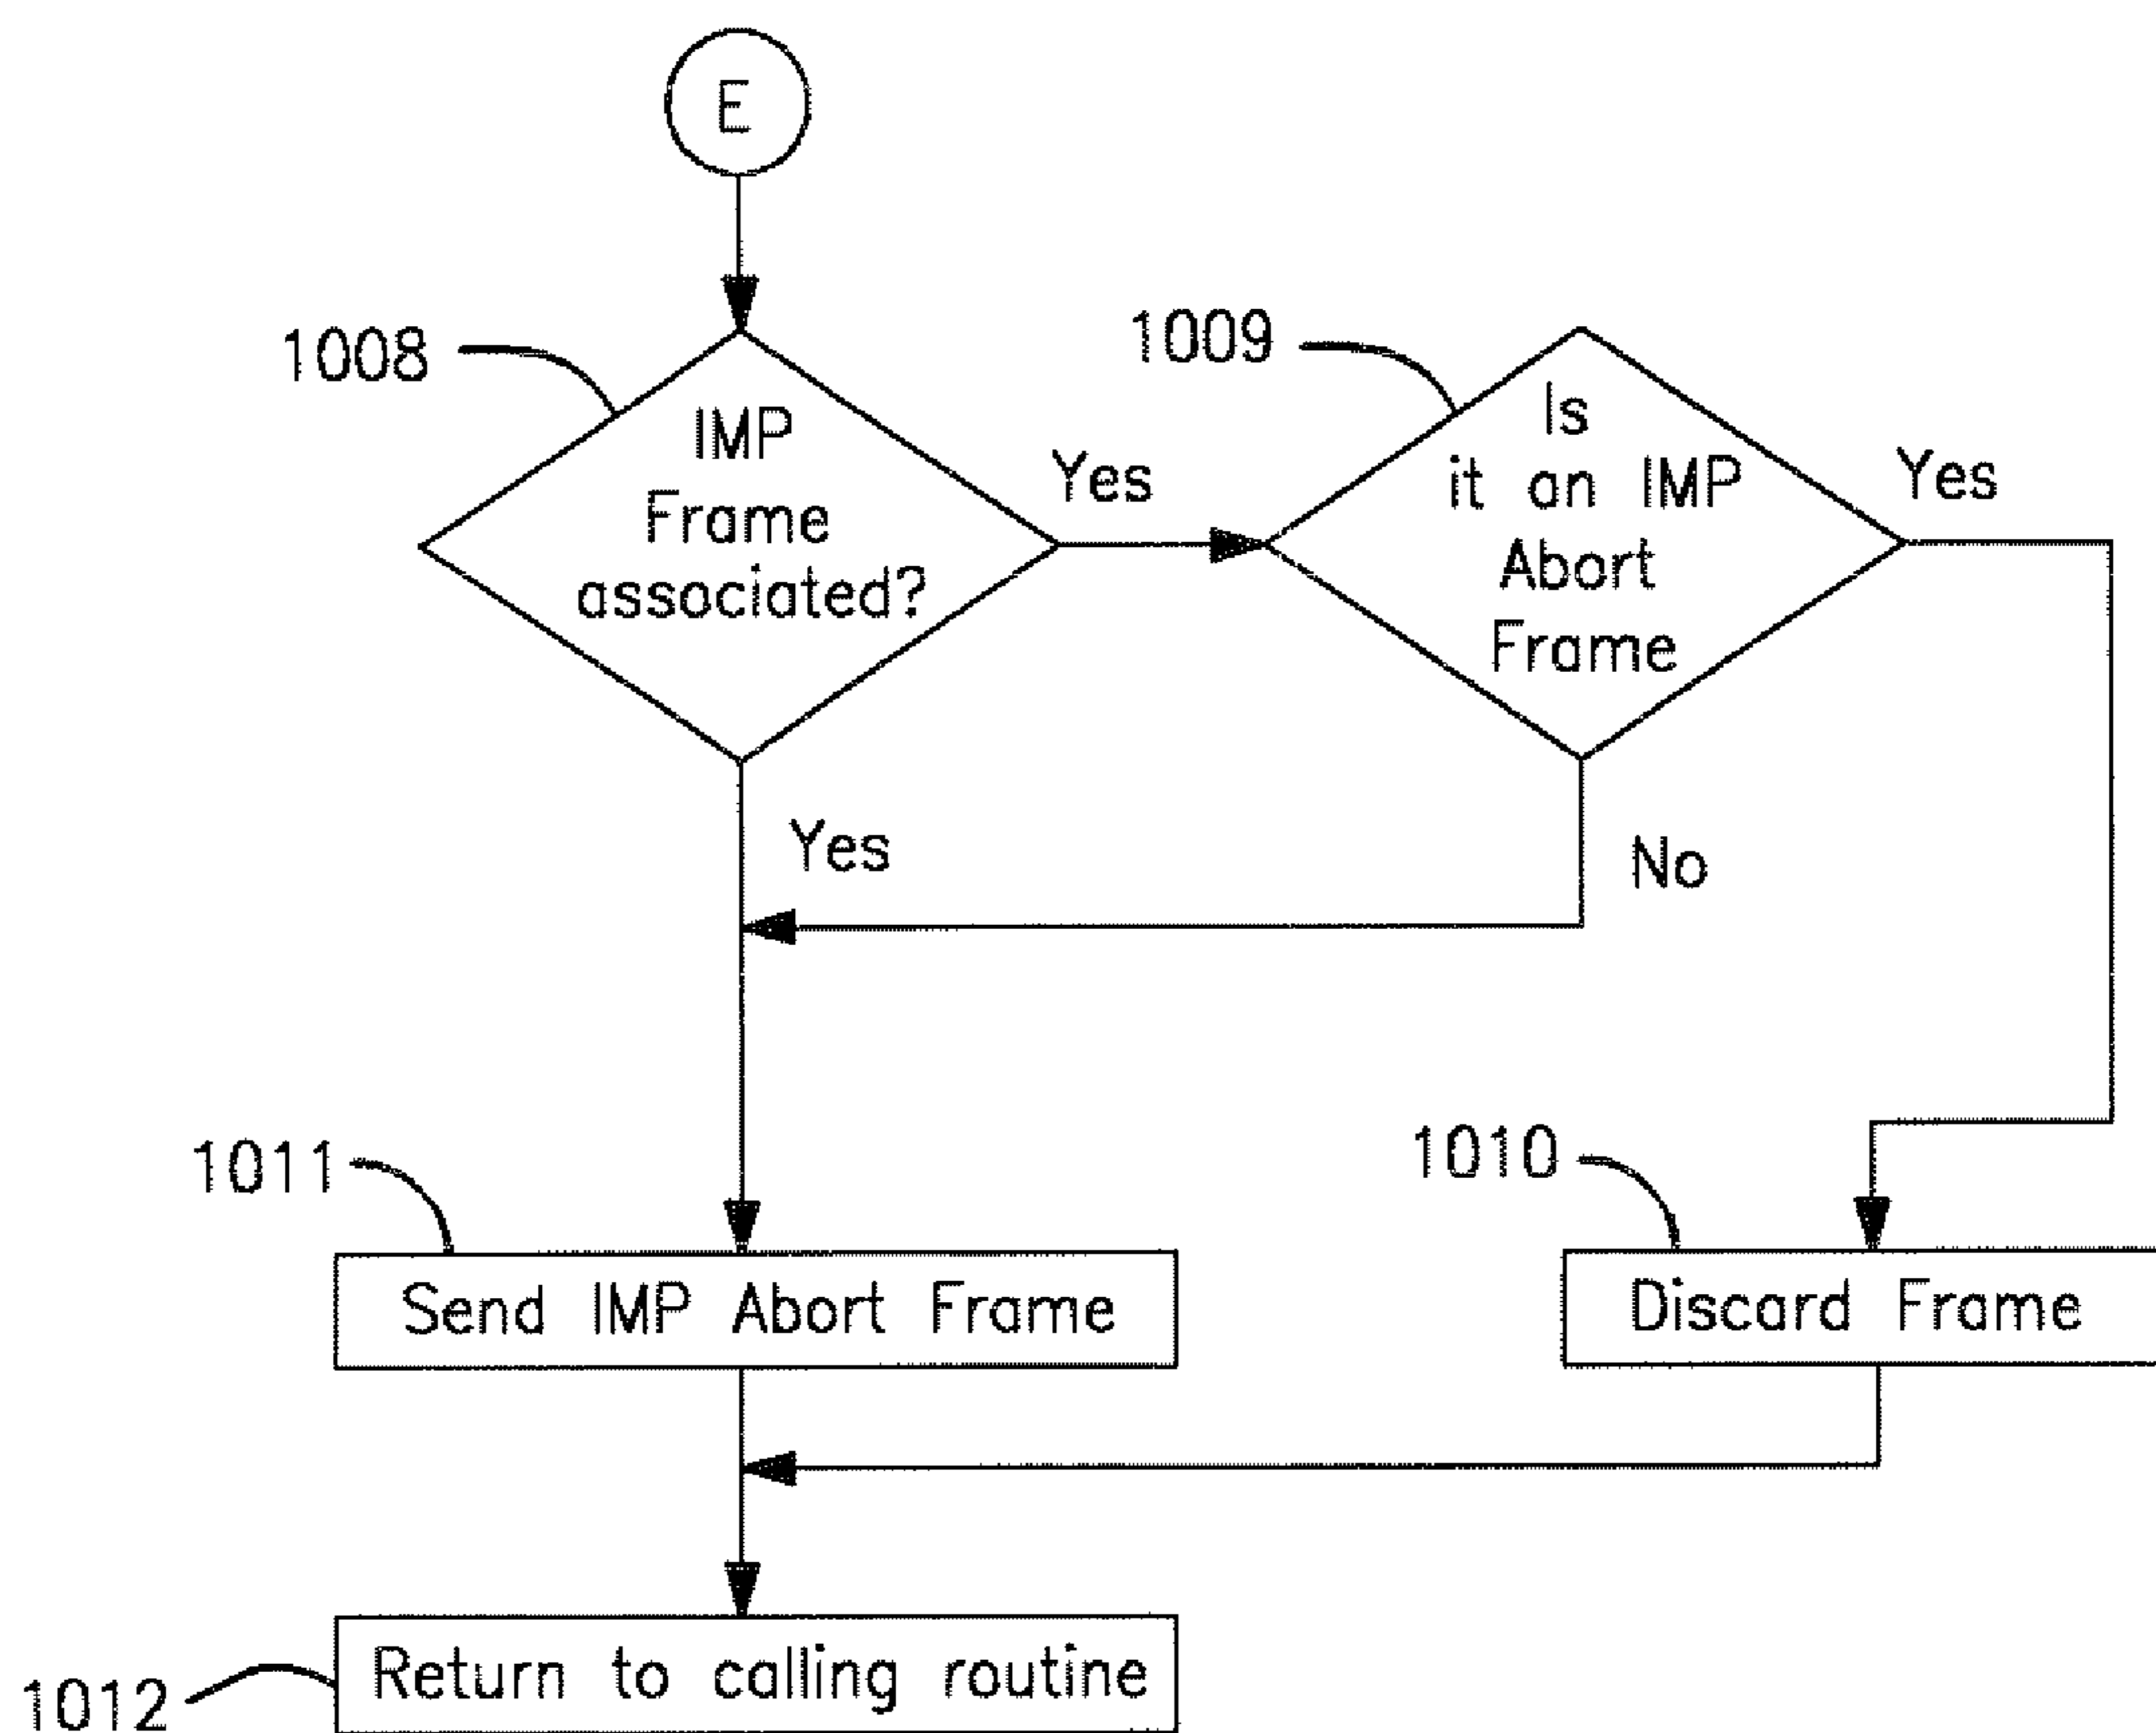 E
1008
IMP
Frame
associated?
Yes
1009
Is
it an IMP
Abort
Frame
Yes
Yes
No
1011
Send IMP Abort Frame
1010
Discard Frame
1012
Return to calling routine